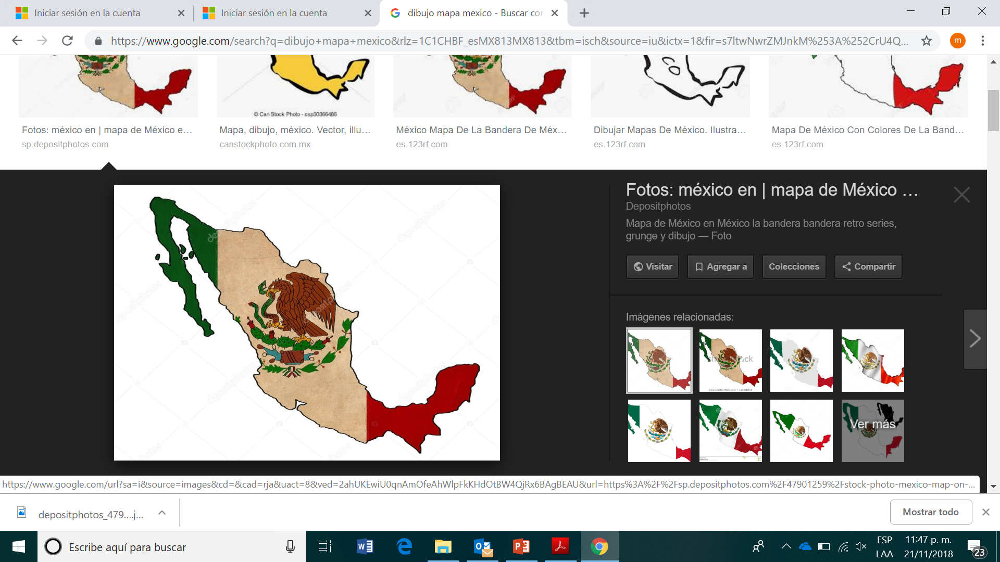 Iniciar sesión en la cuenta
Iniciar sesión en la cuenta
dibujo mapa mexico - Buscar con
https://www.google.com/search?q=dibujo+mapa+mexico&rlz=1C1CHBF_esMX813MX813&tbm=isch&source=iu&ictx=1&fir=s7ltwNwrZMJnkM%253A%252CrU4Q...
m
© Can Stock Photo - csp30366486
Fotos: méxico en | mapa de México e...
sp.depositphotos.com
Mapa, dibujo, méxico. Vector, illu...
canstockphoto.com.mx
México Mapa De La Bandera De Méx...
es.123rf.com
Dibujar Mapas De México. Ilustra...
es.123rf.com
Mapa De México Con Colores De La Band...
es.123rf.com
depositphotos
Fotos: méxico en | mapa de México ...
Depositphotos
Mapa de México en México la bandera bandera retro series,
grunge y dibujo — Foto
Visitar
Agregar a
Colecciones
Compartir
Imágenes relacionadas:
Ver más
https://www.google.com/url?sa=i&source=images&cd=&cad=rja&uact=8&ved=2ahUKEwiU0qnAmOfeAhWlpFkKHdOtBW4QjRx6BAgBEAU&url=https%3A%2F%2Fsp.depositphotos.com%2F47901259%2Fstock-photo-mexico-map-on-...
depositphotos_479....j...
Mostrar todo
Escribe aquí para buscar
ESP
LAA
11:47 p. m.
21/11/2018
23